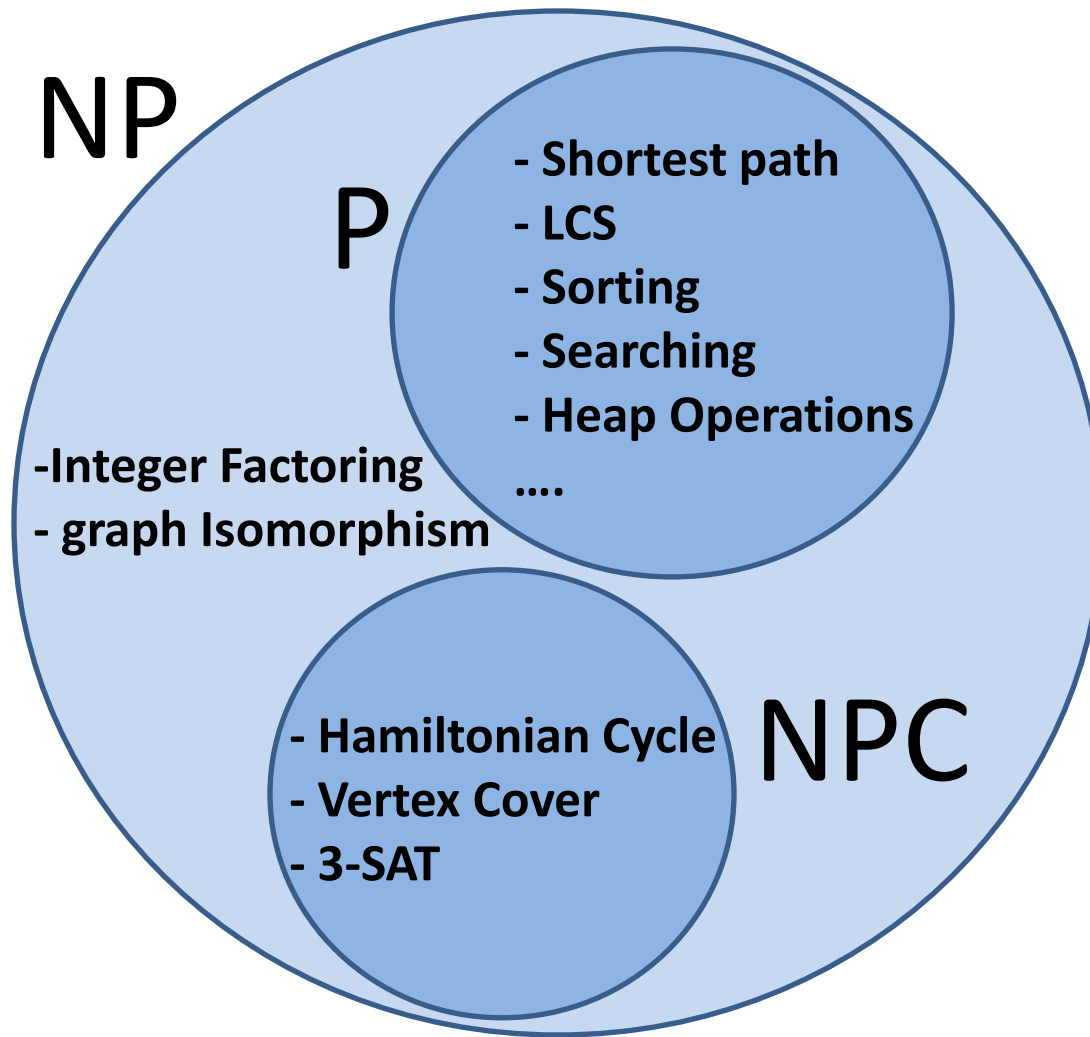 NP
P
- Shortest path
- LCS
- Sorting
- Searching
- Heap Operations
....
-Integer Factoring
- graph Isomorphism
NPC
- Hamiltonian Cycle
- Vertex Cover
- 3-SAT